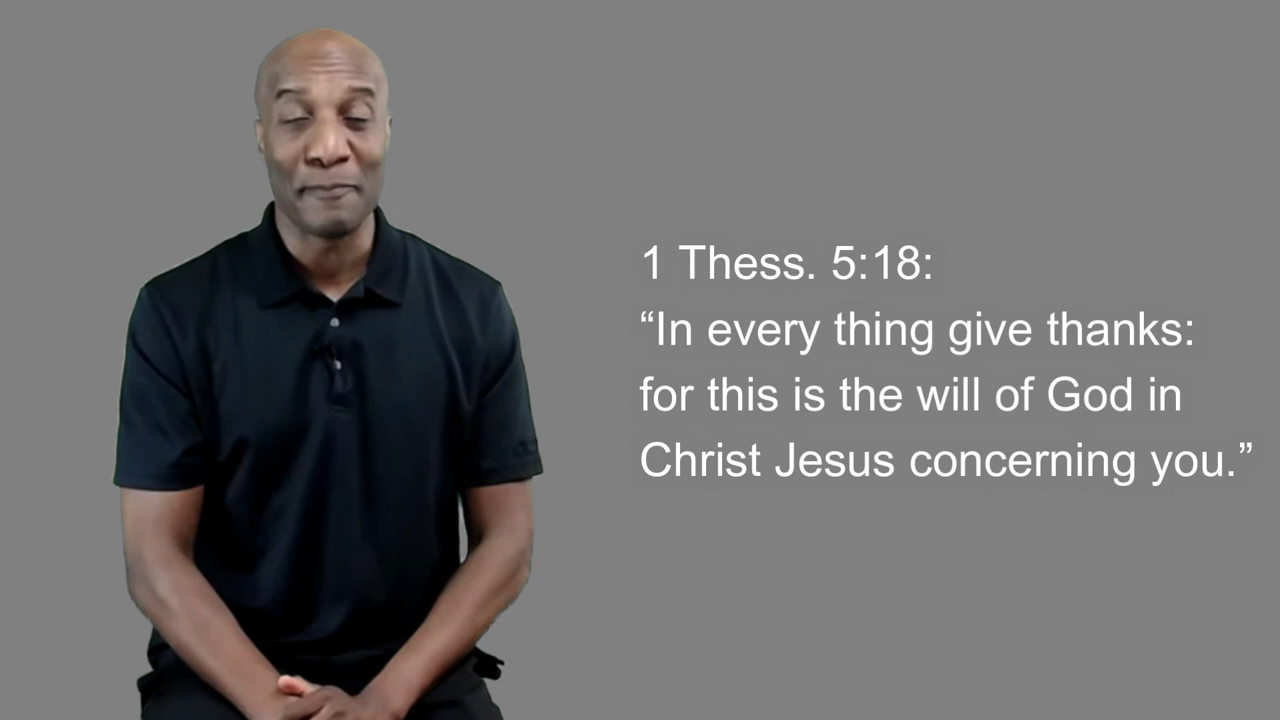 1 Thess. 5:18:
“In every thing give thanks:
for this is the will of God in
Christ Jesus concerning you.”